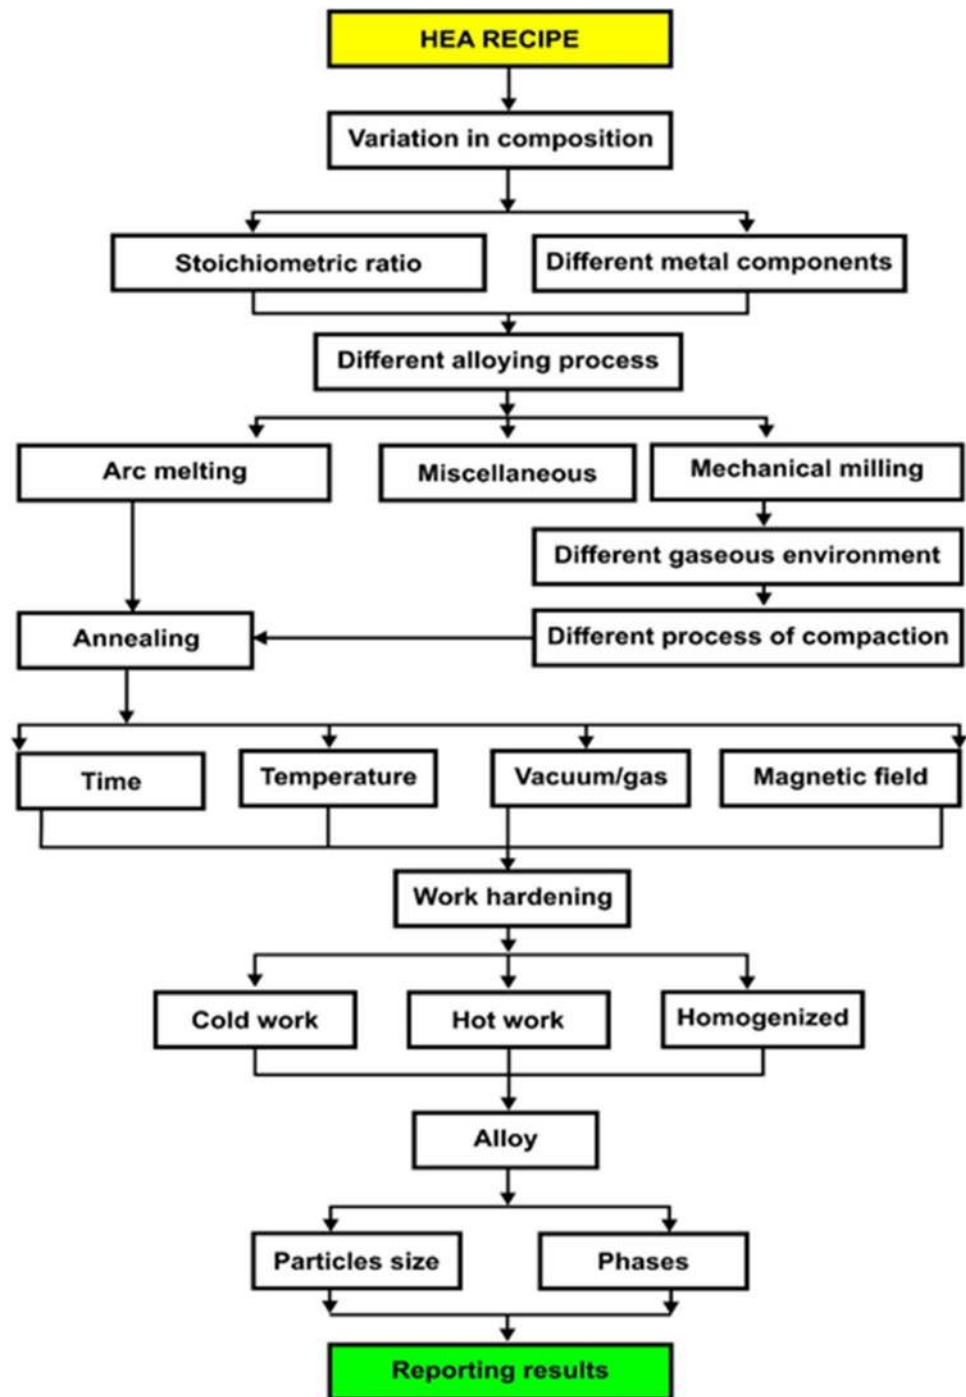 HEA RECIPE
Variation in composition
Stoichiometric ratio
Different metal components
Different alloying process
Arc melting
Miscellaneous
Mechanical milling
Different gaseous environment
Annealing
Different process of compaction
Time
Temperature
Vacuum/gas
Magnetic field
Work hardening
Cold work
Hot work
Homogenized
Alloy
Particles size
Phases
Reporting results